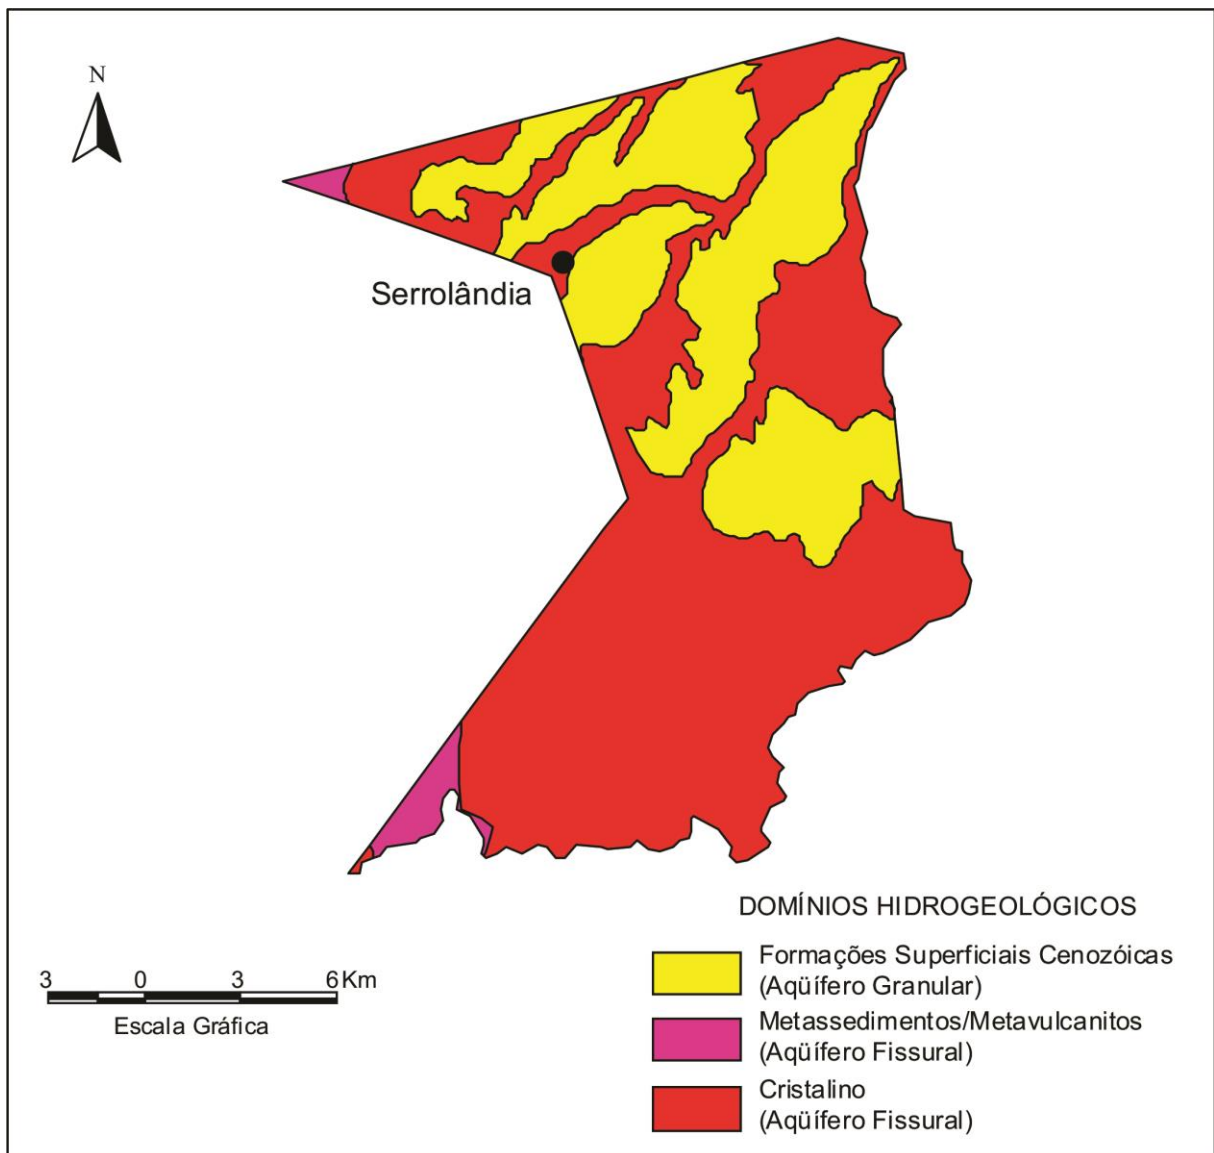 N
Serrolândia
DOMÍNIOS HIDROGEOLÓGICOS
Formações Superficiais Cenozóicas
(Aqüífero Granular)
Metassedimentos/Metavulcanitos
(Aqüífero Fissural)
Cristalino
(Aqüífero Fissural)
3 0 3 6 Km
Escala Gráfica